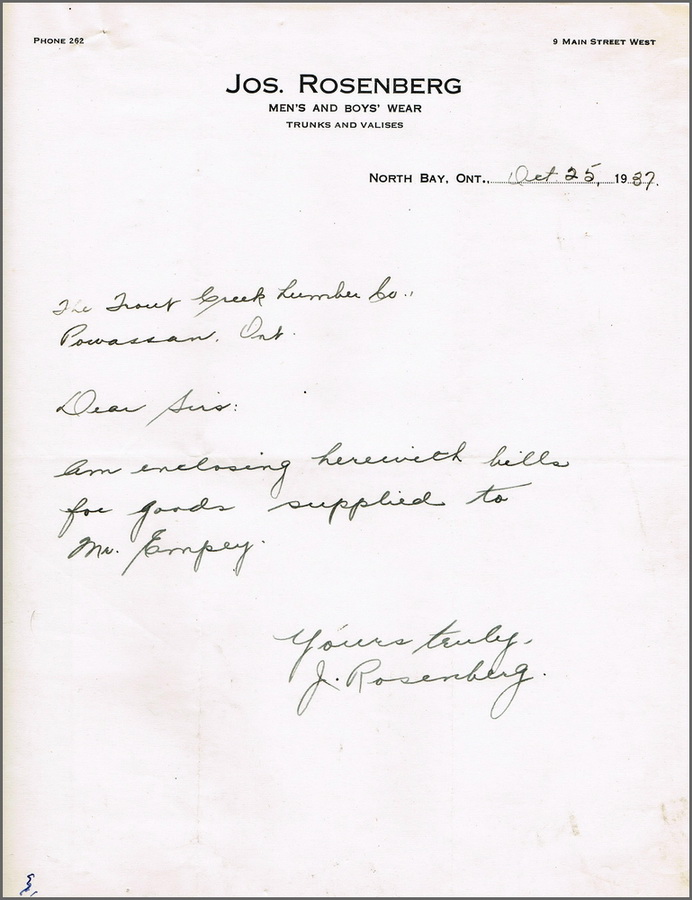 PHONE 262
9 MAIN STREET WEST
JOS. ROSENBERG
MEN'S AND BOYS' WEAR
TRUNKS AND VALISES
NORTH BAY, ONT., Oct. 25, 1937.
The Trout Creek Lumber Co.,
Powassan, Ont.
Dear Sirs:
Am enclosing herewith bills
for goods supplied to
Mr. Empey.
Yours truly,
J. Rosenberg.